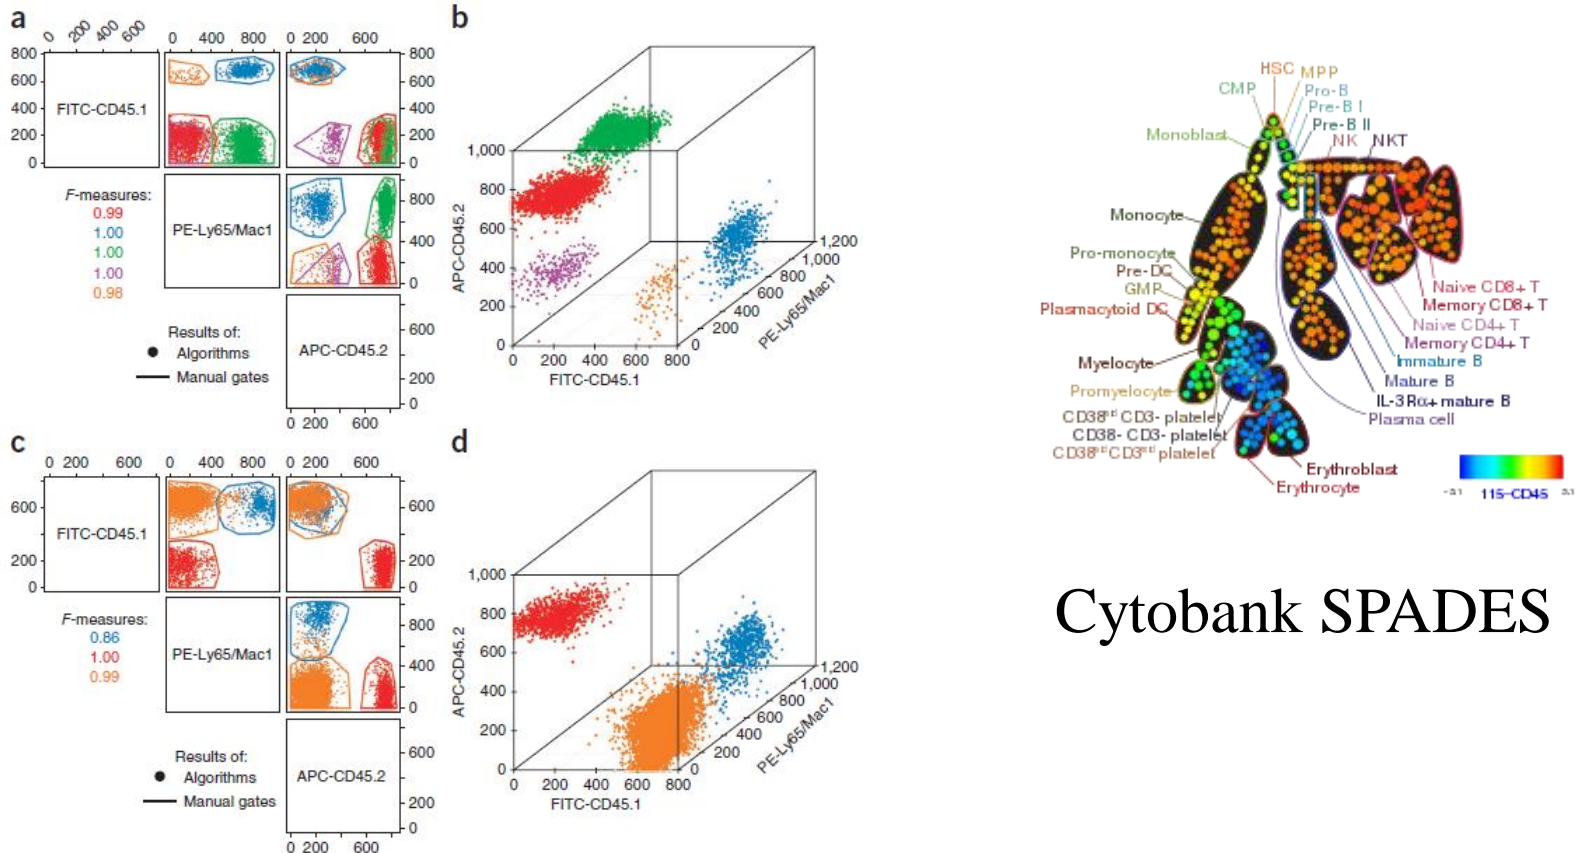 a
0 200 400 600
0 400 800
0 200 600
800
600
400
200
0
FITC-CD45.1
800
600
400
200
0
F-measures:
0.99
1.00
1.00
1.00
0.98
PE-Ly65/Mac1
800
400
0
Results of:
Algorithms
Manual gates
APC-CD45.2
600
200
0
0 200 600
b
1,000
800
600
400
200
0
APC-CD45.2
0 200 400 600 800
FITC-CD45.1
0
200
400
600
800
1,000
1,200
PE-Ly65/Mac1
c
0 200 600
0 400 800
0 200 600
600
200
0
FITC-CD45.1
600
200
0
F-measures:
0.86
1.00
0.99
PE-Ly65/Mac1
800
400
0
Results of:
Algorithms
Manual gates
APC-CD45.2
600
200
0
0 200 600
d
1,000
800
600
400
200
0
APC-CD45.2
0 200 400 600 800
FITC-CD45.1
0
200
400
600
800
1,000
1,200
PE-Ly65/Mac1
HSC
MPP
CMP
Pro-B
Pre-B I
Pre-B II
Monoblast
NK
NKT
Monocyte
Pro-monocyte
Pre-DC
GMP
Plasmacytoid DC
Naive CD8+ T
Memory CD8+ T
Naive CD4+ T
Memory CD4+ T
Immature B
Myelocyte
Mature B
Promyelocyte
IL-3Rα+ mature B
Plasma cell
CD38ᵐⁱᵈ CD3- platelet
CD38- CD3- platelet
CD38ᵐⁱᵈCD3ᵐⁱᵈ platelet
Erythroblast
Erythrocyte
115-CD45
Cytobank SPADES